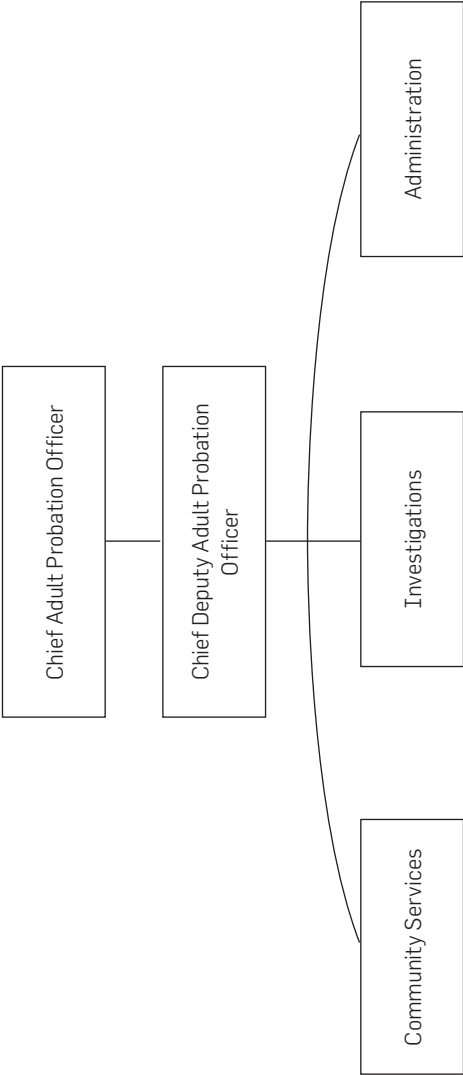 Chief Adult Probation Officer
Chief Deputy Adult Probation
Officer
Community Services
Investigations
Administration